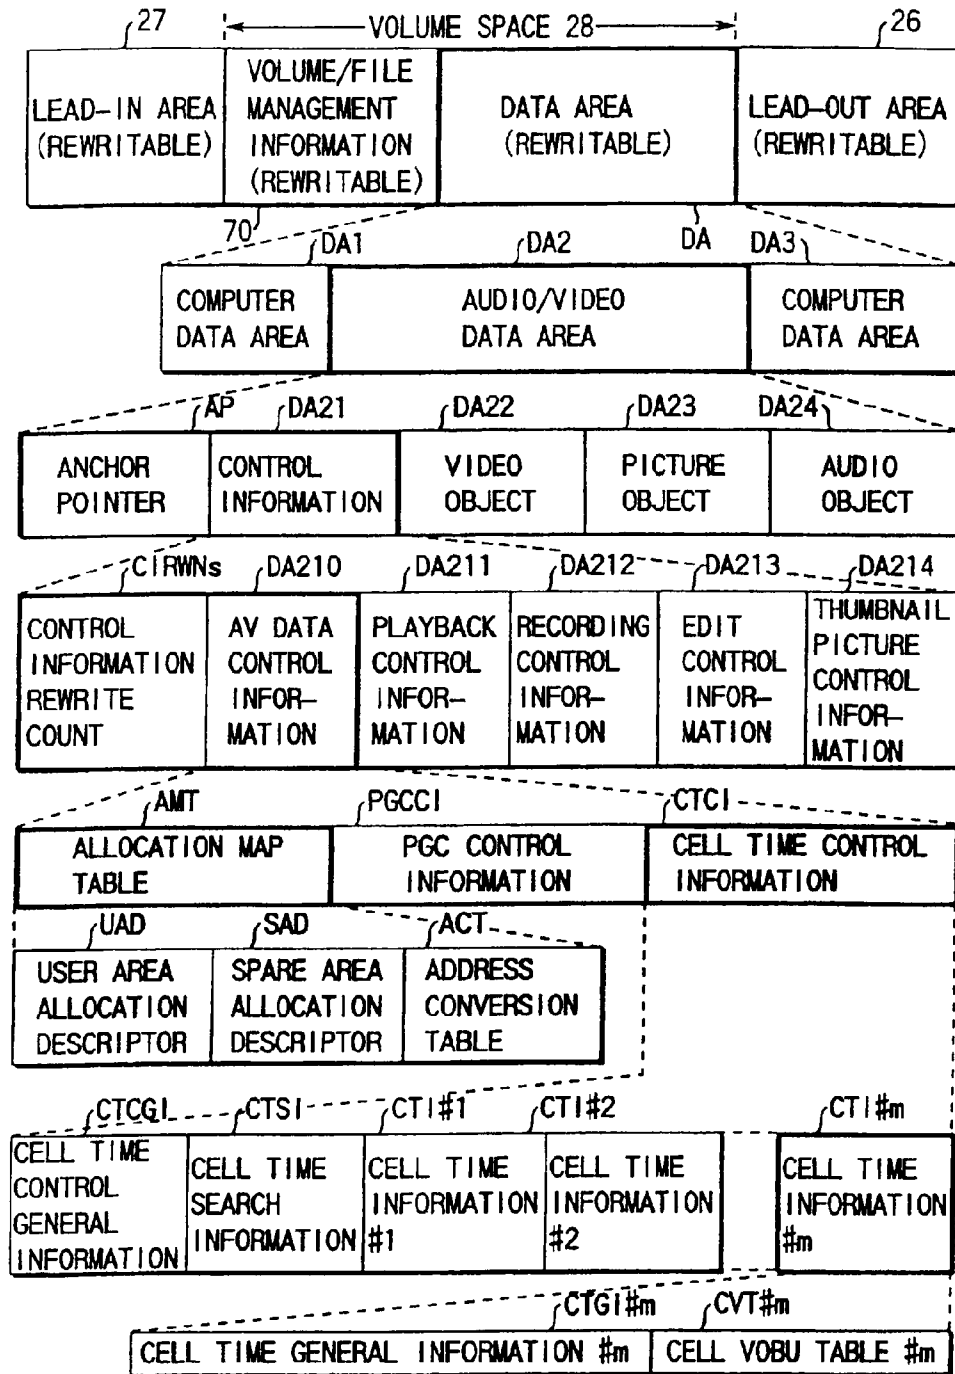 27
VOLUME SPACE 28
26
LEAD-IN AREA
(REWRITABLE)
VOLUME/FILE
MANAGEMENT
INFORMATION
(REWRITABLE)
DATA AREA
(REWRITABLE)
LEAD-OUT AREA
(REWRITABLE)
70
DA
DA1
DA2
DA3
COMPUTER
DATA AREA
AUDIO/VIDEO
DATA AREA
COMPUTER
DATA AREA
AP
DA21
DA22
DA23
DA24
ANCHOR
POINTER
CONTROL
INFORMATION
VIDEO
OBJECT
PICTURE
OBJECT
AUDIO
OBJECT
CIRWNs
DA210
DA211
DA212
DA213
DA214
CONTROL
INFORMATION
REWRITE
COUNT
AV DATA
CONTROL
INFOR-
MATION
PLAYBACK
CONTROL
INFOR-
MATION
RECORDING
CONTROL
INFOR-
MATION
EDIT
CONTROL
INFOR-
MATION
THUMBNAIL
PICTURE
CONTROL
INFOR-
MATION
AMT
PGCCI
CTCI
ALLOCATION MAP
TABLE
PGC CONTROL
INFORMATION
CELL TIME CONTROL
INFORMATION
UAD
SAD
ACT
USER AREA
ALLOCATION
DESCRIPTOR
SPARE AREA
ALLOCATION
DESCRIPTOR
ADDRESS
CONVERSION
TABLE
CTCGI
CTSI
CTI#1
CTI#2
CTI#m
CELL TIME
CONTROL
GENERAL
INFORMATION
CELL TIME
SEARCH
INFORMATION
CELL TIME
INFORMATION
#1
CELL TIME
INFORMATION
#2
CELL TIME
INFORMATION
#m
CTGI#m
CVT#m
CELL TIME GENERAL INFORMATION #m
CELL VOBU TABLE #m